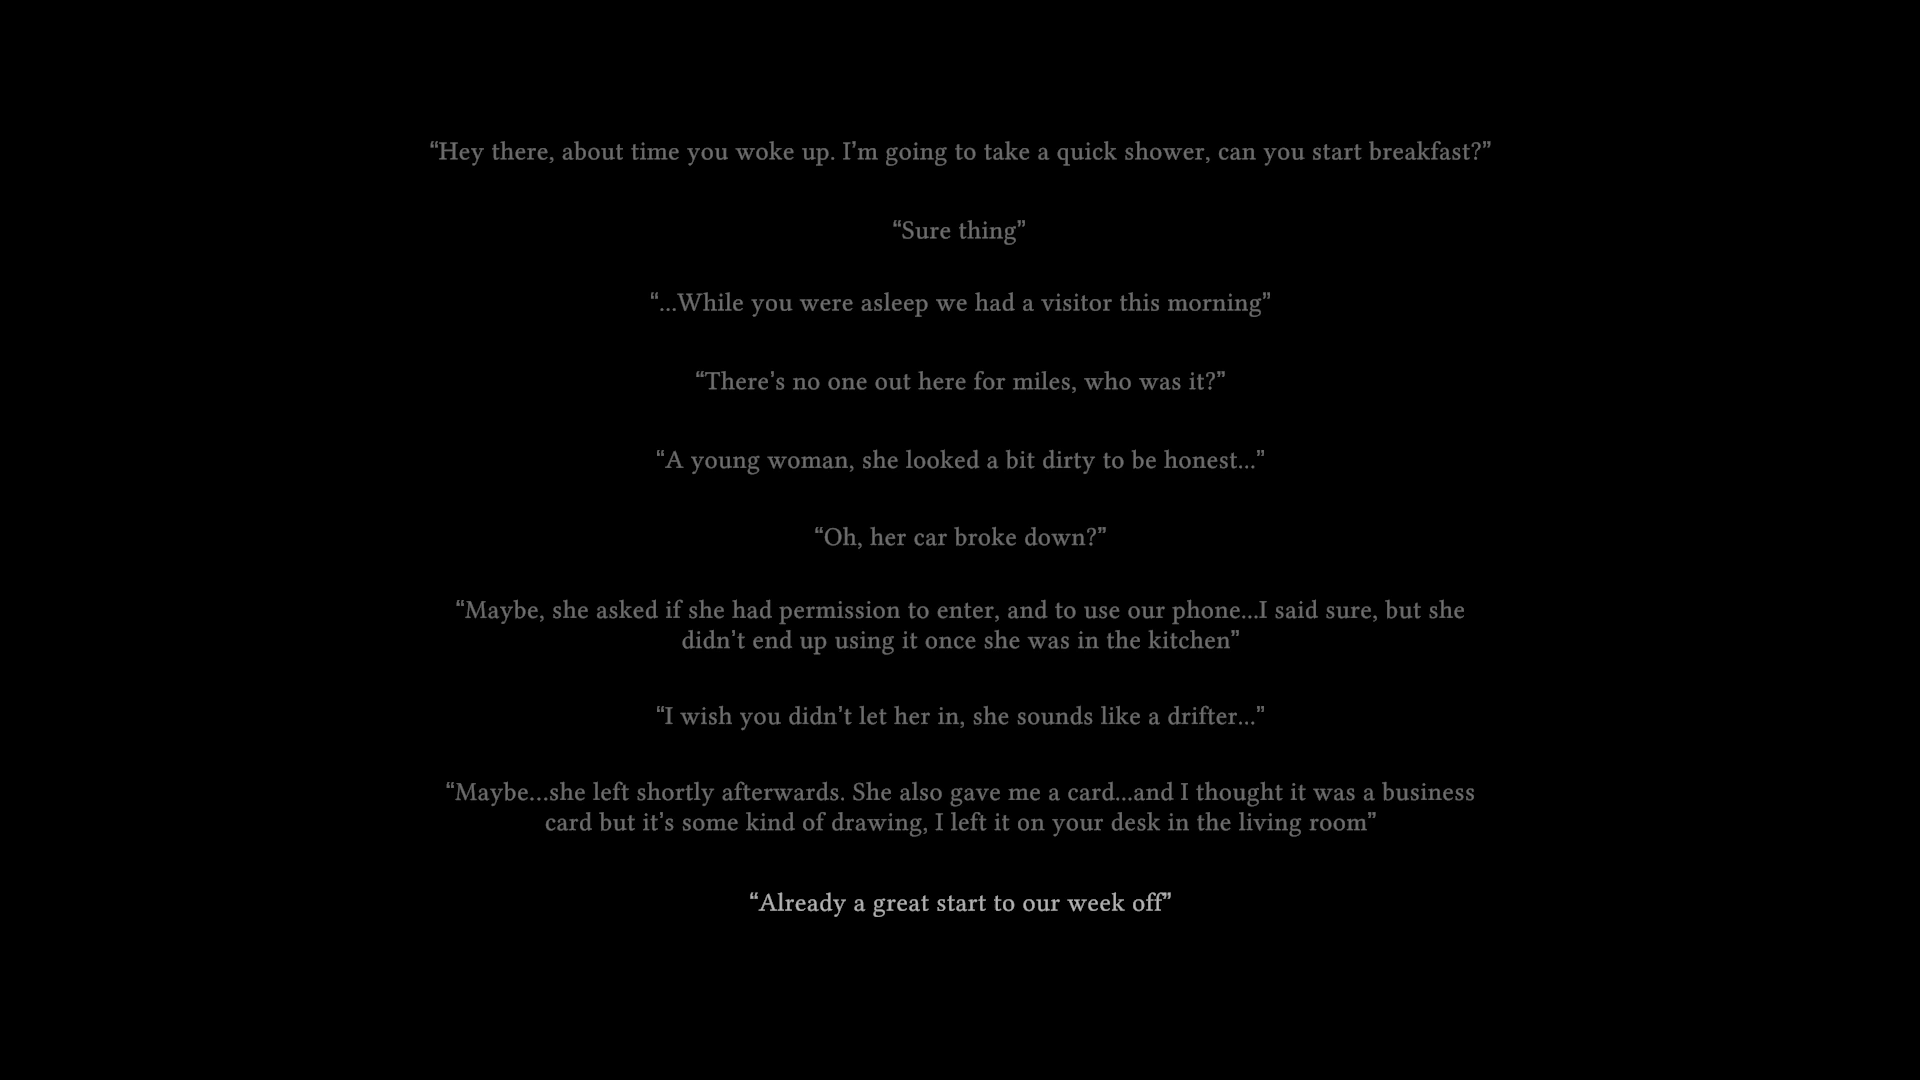 “Hey there, about time you woke up. I’m going to take a quick shower, can you start breakfast?”
“Sure thing”
“...While you were asleep we had a visitor this morning”
“There’s no one out here for miles, who was it?”
“A young woman, she looked a bit dirty to be honest...”
“Oh, her car broke down?”
“Maybe, she asked if she had permission to enter, and to use our phone...I said sure, but she
didn’t end up using it once she was in the kitchen”
“I wish you didn’t let her in, she sounds like a drifter...”
“Maybe...she left shortly afterwards. She also gave me a card...and I thought it was a business
card but it’s some kind of drawing, I left it on your desk in the living room”
“Already a great start to our week off”